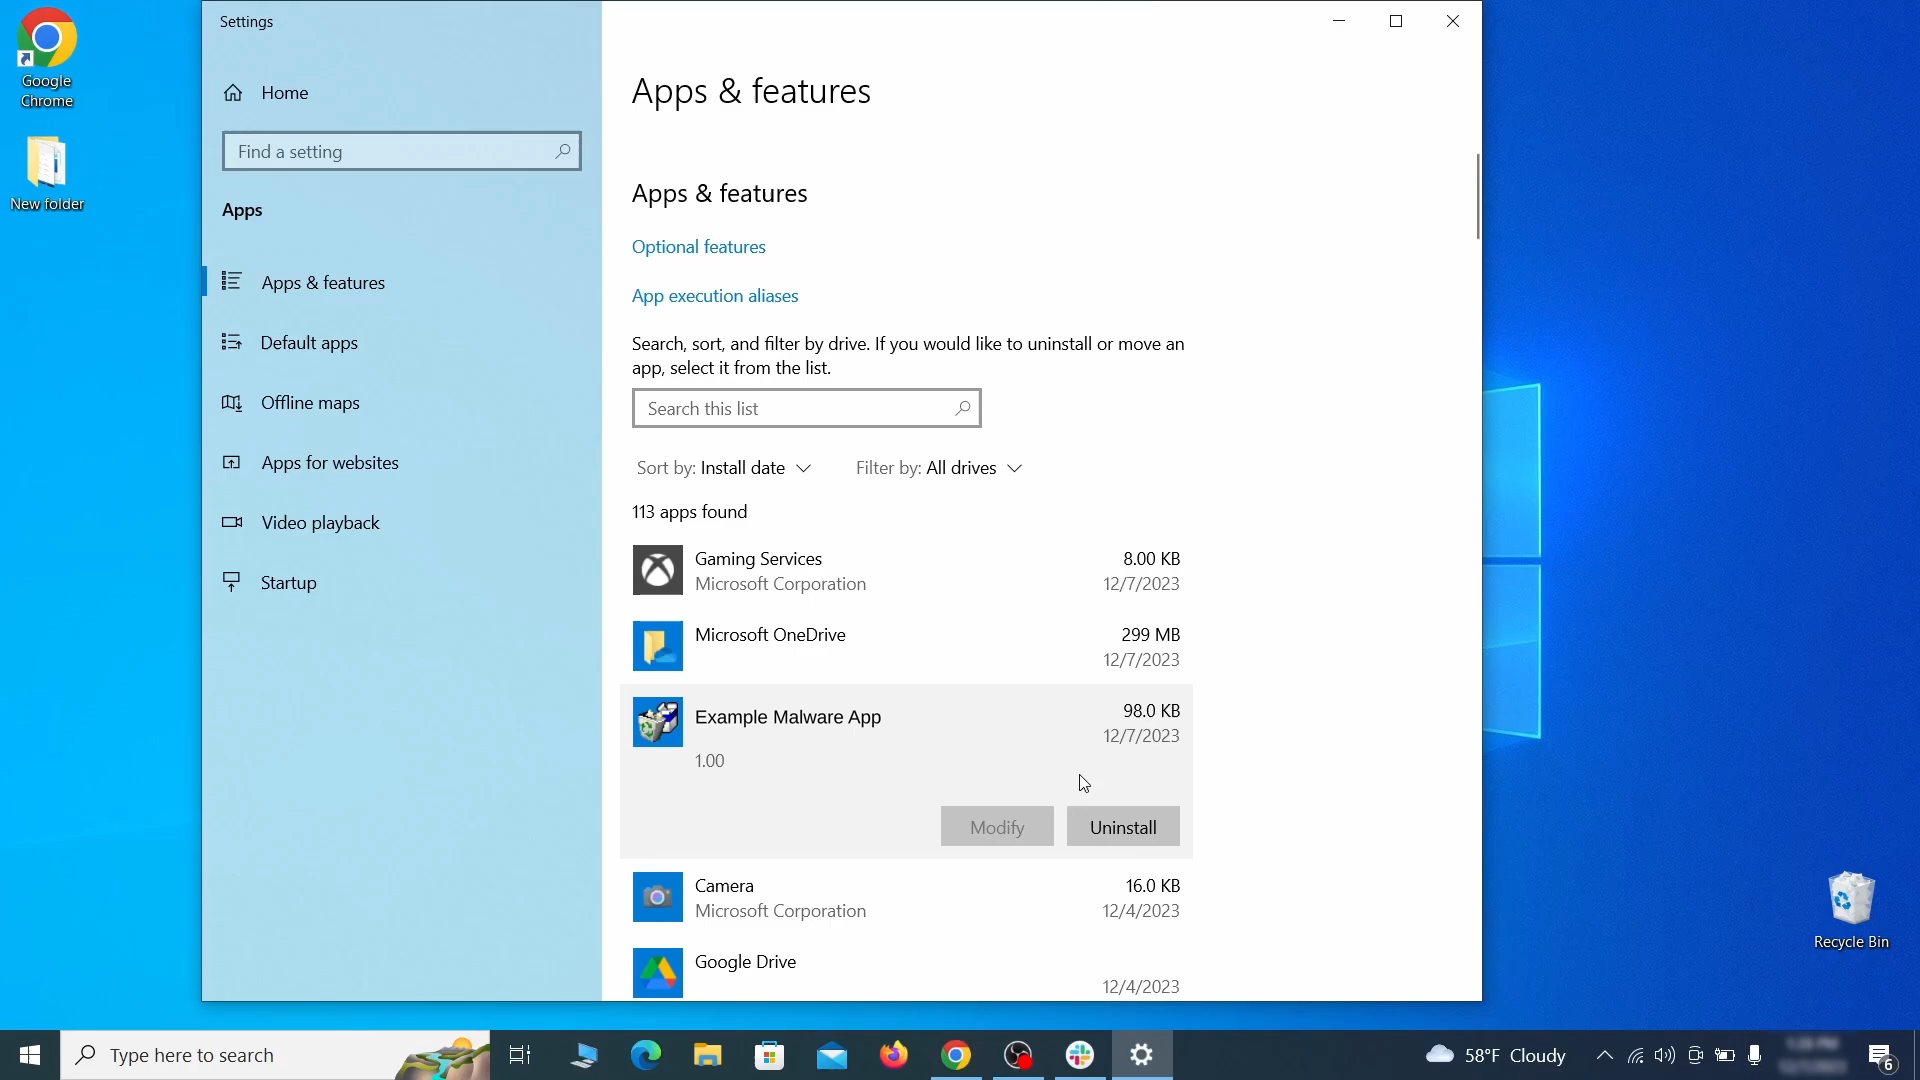 Google
Chrome
New folder
Settings
Home
Find a setting
Apps
Apps & features
Default apps
Offline maps
Apps for websites
Video playback
Startup
Apps & features
Apps & features
Optional features
App execution aliases
Search, sort, and filter by drive. If you would like to uninstall or move an
app, select it from the list.
Search this list
Sort by: Install date Filter by: All drives
113 apps found
Gaming Services 8.00 KB
Microsoft Corporation 12/7/2023
Microsoft OneDrive 299 MB
12/7/2023
Example Malware App 98.0 KB
12/7/2023
1.00
Modify Uninstall
Camera 16.0 KB
Microsoft Corporation 12/4/2023
Google Drive
12/4/2023
Recycle Bin
Type here to search
58°F Cloudy
6